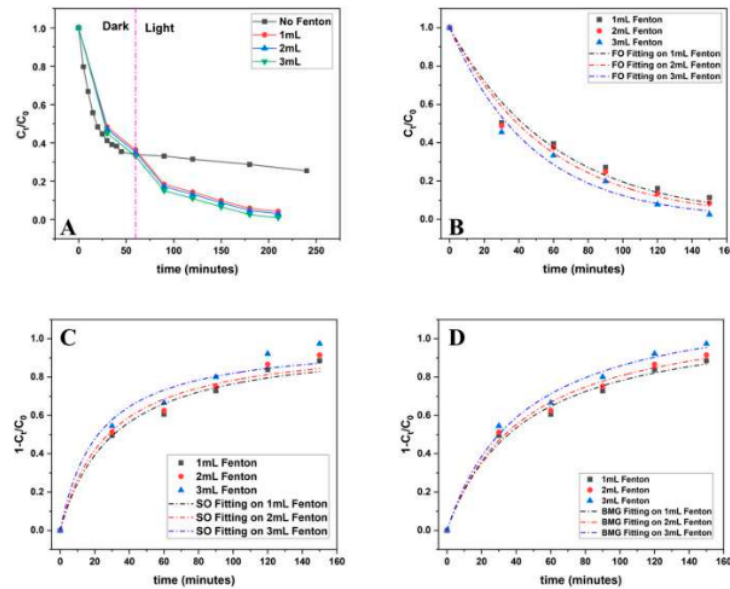 Dark Light
No Fenton
1mL
2mL
3mL
1.0
0.8
0.6
0.4
0.2
0.0
Ct/C0
A
0 50 100 150 200 250
time (minutes)
1mL Fenton
2mL Fenton
3mL Fenton
FO Fitting on 1mL Fenton
FO Fitting on 2mL Fenton
FO Fitting on 3mL Fenton
1.0
0.8
0.6
0.4
0.2
0.0
Ct/C0
B
0 20 40 60 80 100 120 140 160
time (minutes)
C
1.0
0.8
0.6
0.4
0.2
0.0
1-Ct/C0
1mL Fenton
2mL Fenton
3mL Fenton
SO Fitting on 1mL Fenton
SO Fitting on 2mL Fenton
SO Fitting on 3mL Fenton
0 20 40 60 80 100 120 140 160
time (minutes)
D
1.0
0.8
0.6
0.4
0.2
0.0
1-Ct/C0
1mL Fenton
2mL Fenton
3mL Fenton
BMG Fitting on 1mL Fenton
BMG Fitting on 2mL Fenton
BMG Fitting on 3mL Fenton
0 20 40 60 80 100 120 140 160
time (minutes)